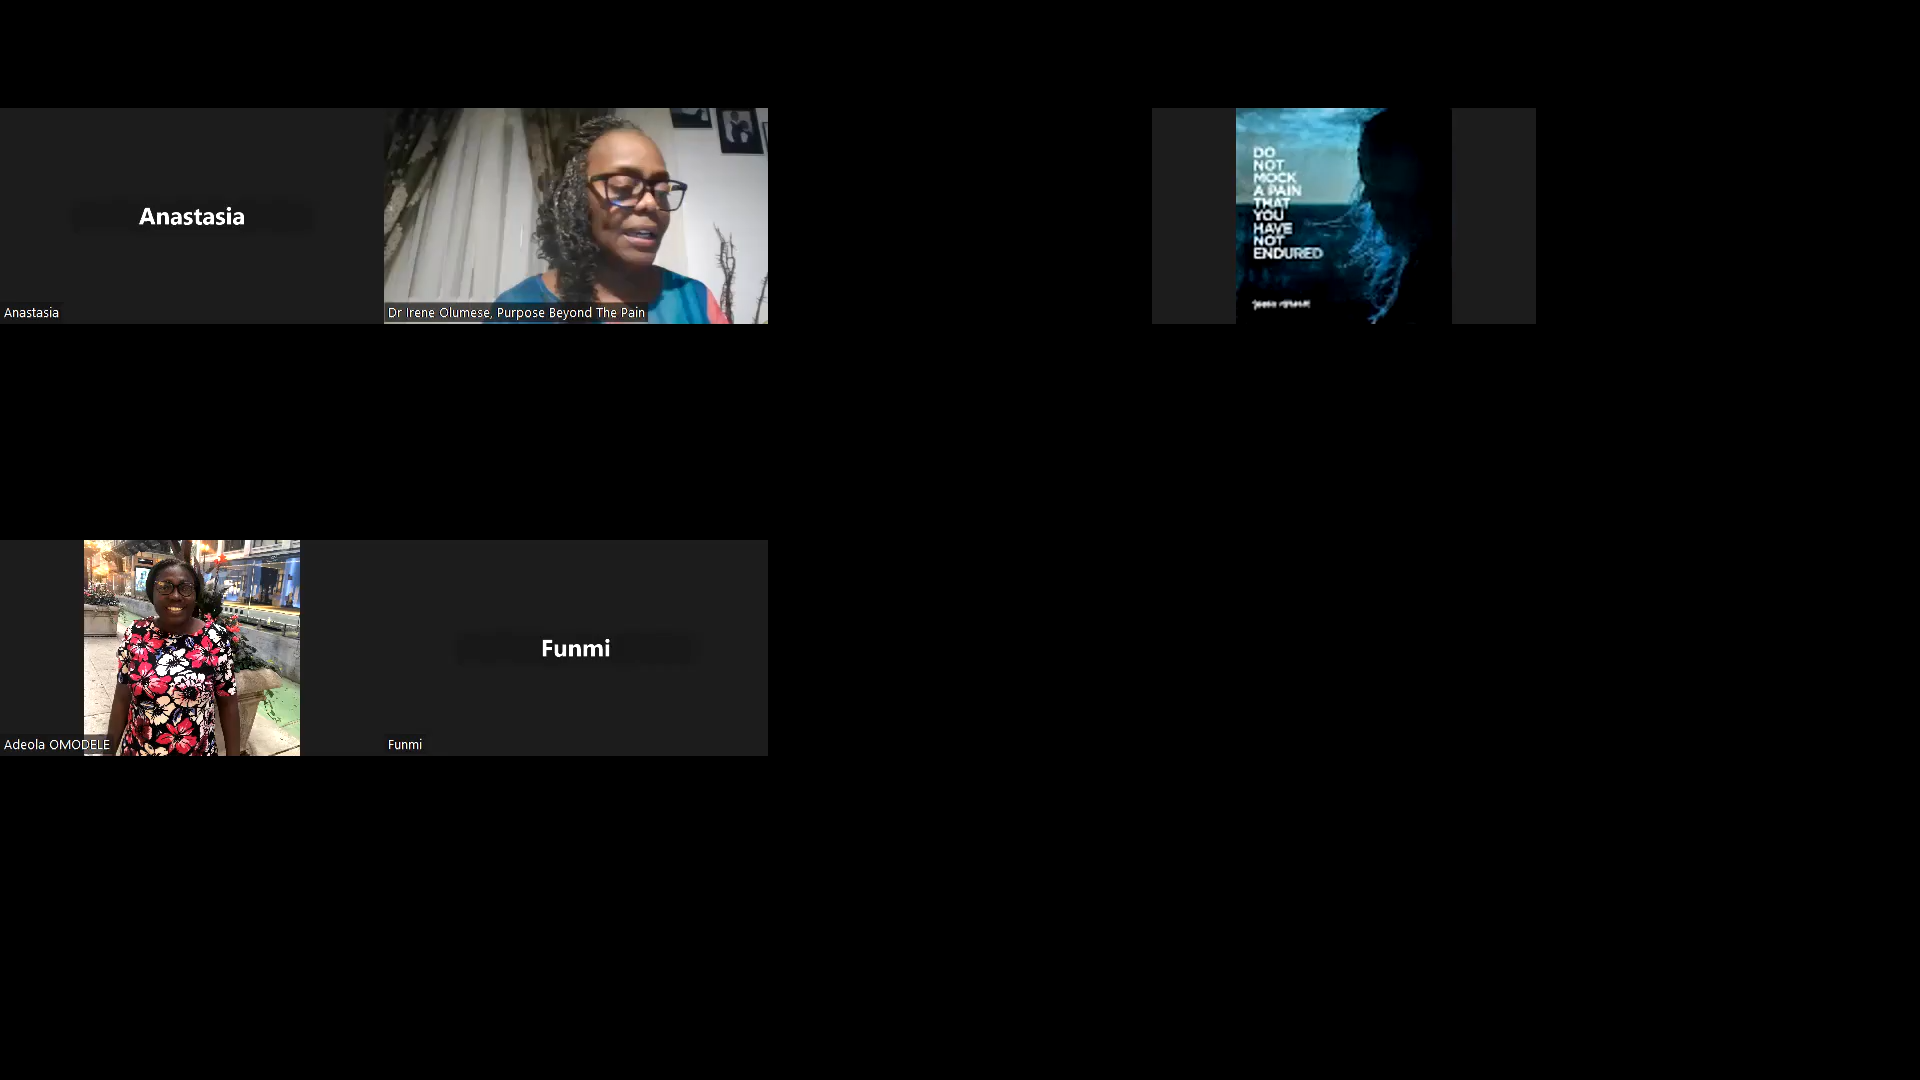 Anastasia
Anastasia
Dr Irene Olumese, Purpose Beyond The Pain
DO
NOT
MOCK
A PAIN
THAT
YOU
HAVE
NOT
ENDURED
Adeola OMODELE
Funmi
Funmi